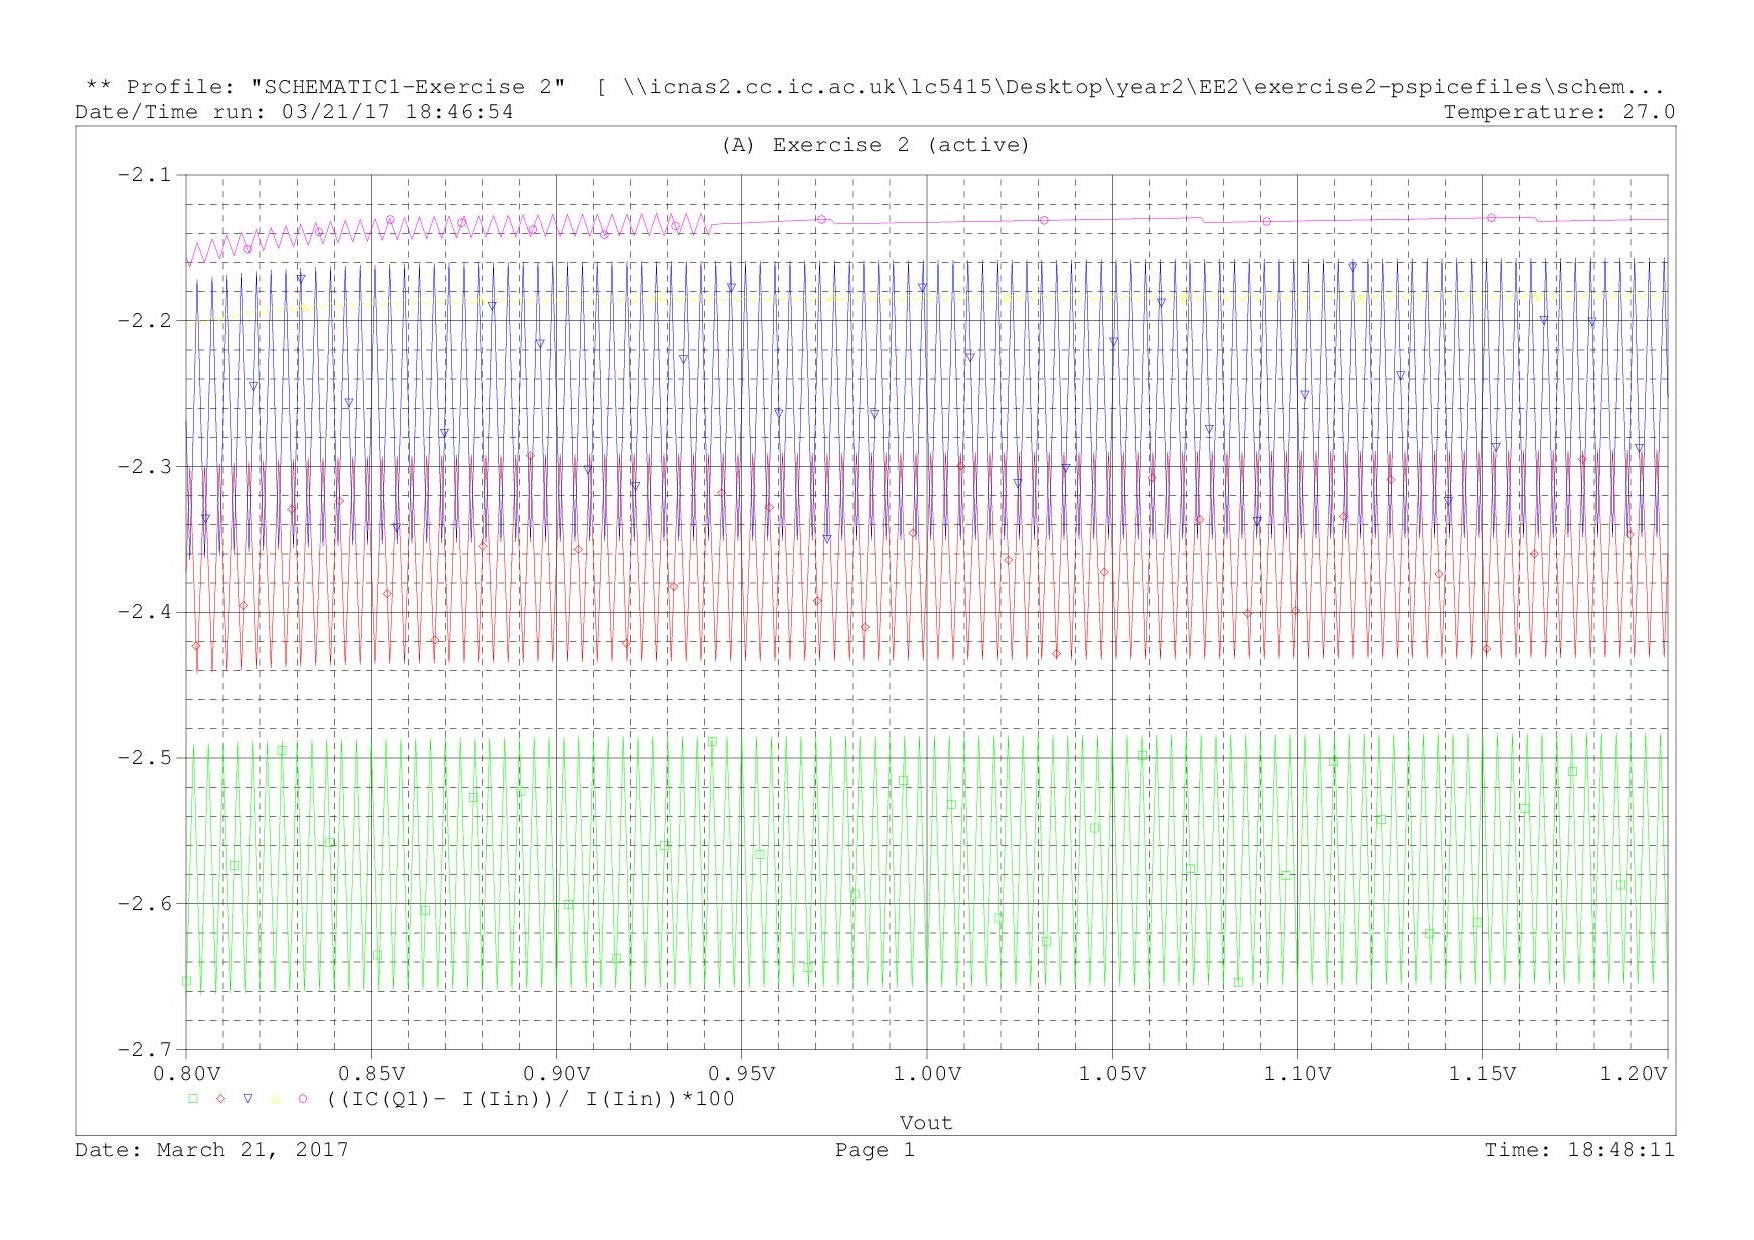 ** Profile: "SCHEMATIC1-Exercise 2"  [ \\icnas2.cc.ic.ac.uk\lc5415\Desktop\year2\EE2\exercise2-pspicefiles\schem...
Date/Time run: 03/21/17 18:46:54 Temperature: 27.0
(A) Exercise 2 (active)
-2.1
-2.2
-2.3
-2.4
-2.5
-2.6
-2.7
0.80V 0.85V 0.90V 0.95V 1.00V 1.05V 1.10V 1.15V 1.20V
((IC(Q1)- I(Iin))/ I(Iin))*100
Vout
Date: March 21, 2017 Page 1 Time: 18:48:11